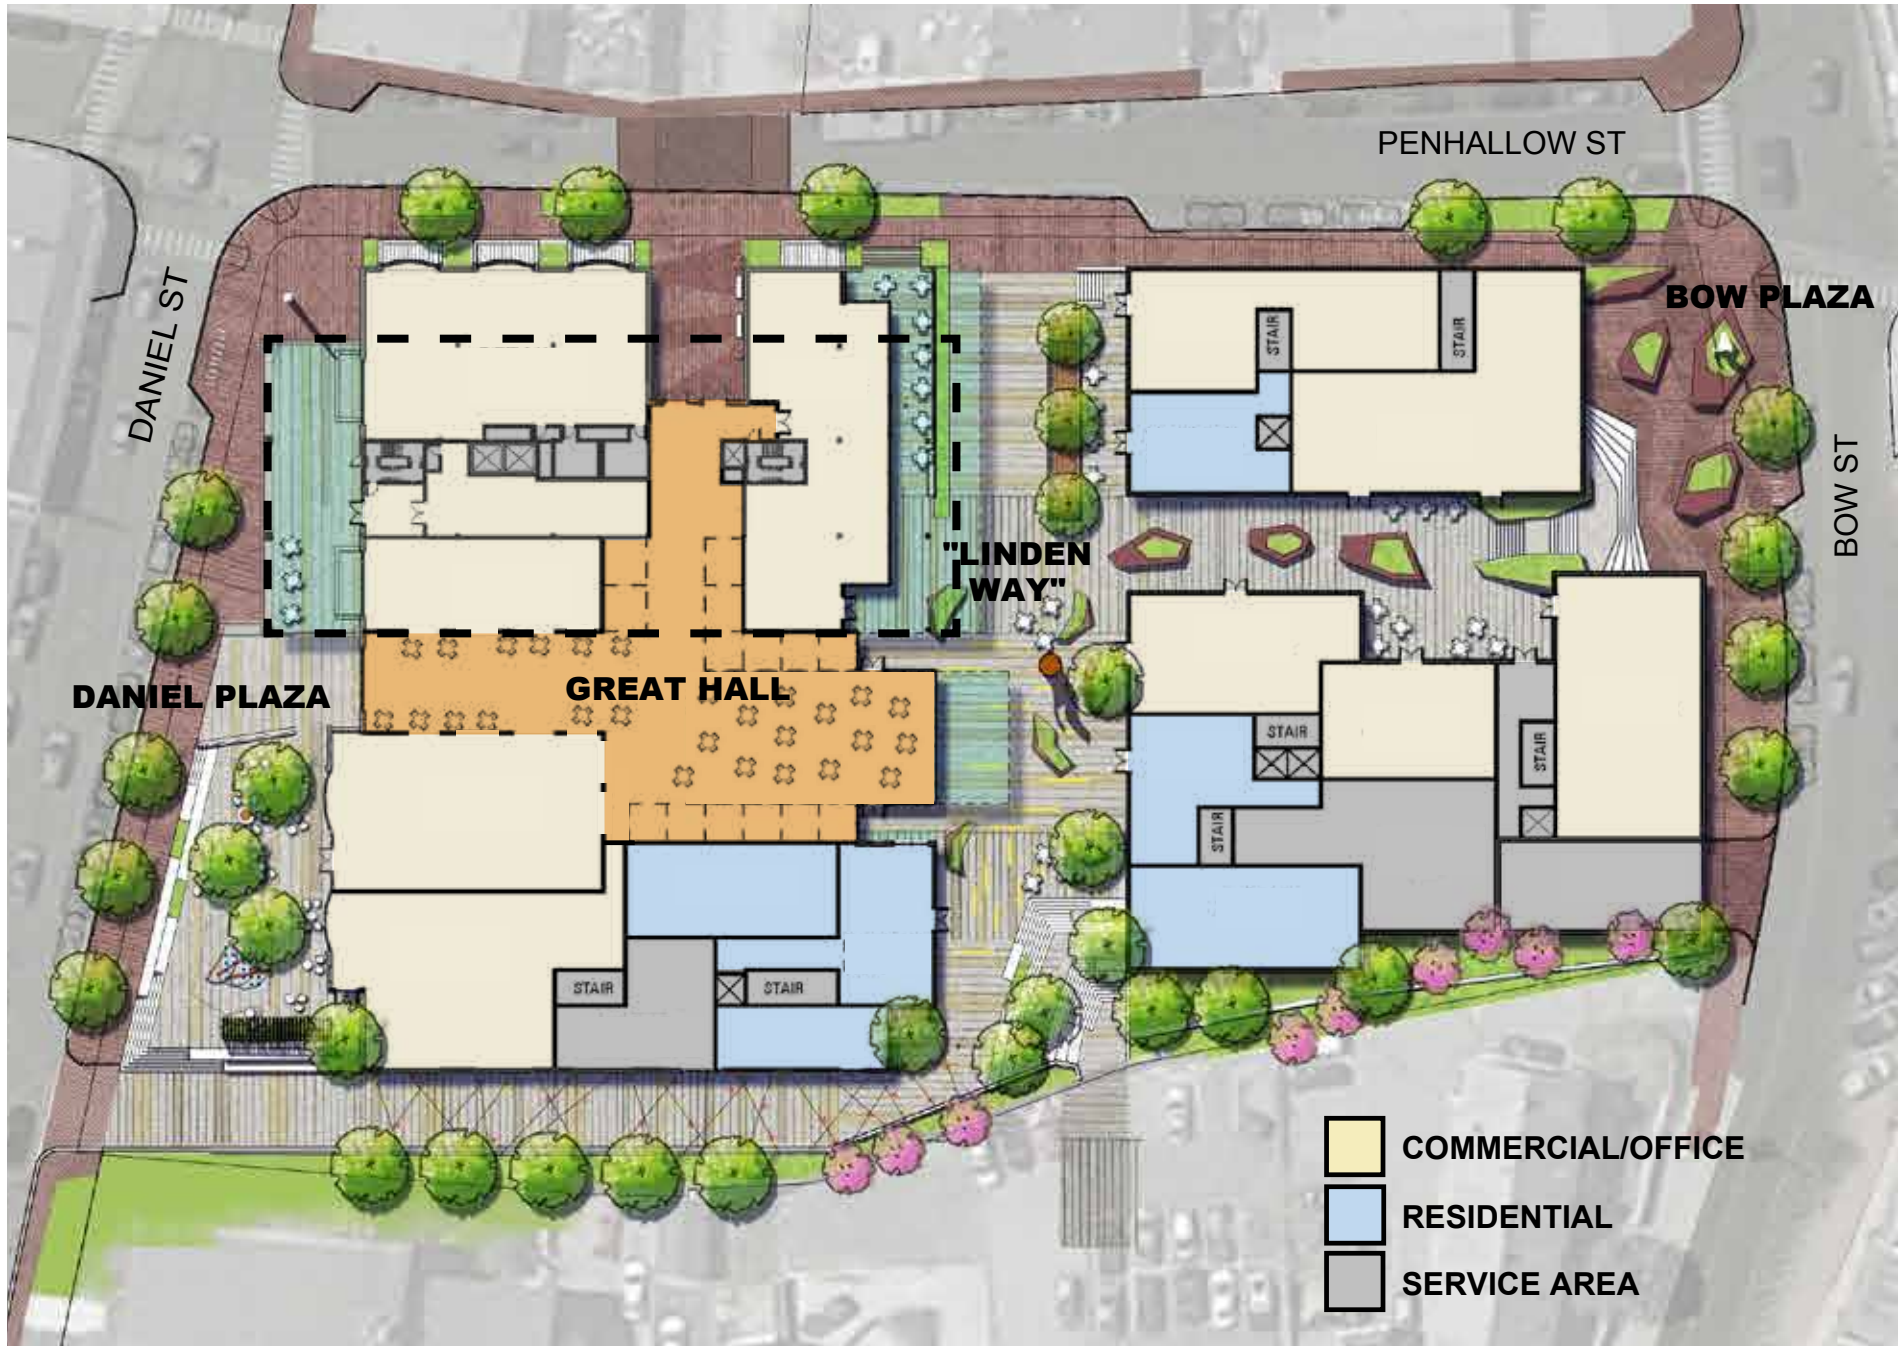 PENHALLOW ST
DANIEL ST
BOW PLAZA
STAIR
STAIR
BOW ST
"LINDEN
WAY"
DANIEL PLAZA
GREAT HALL
STAIR
STAIR
STAIR
STAIR
STAIR
COMMERCIAL/OFFICE
RESIDENTIAL
SERVICE AREA